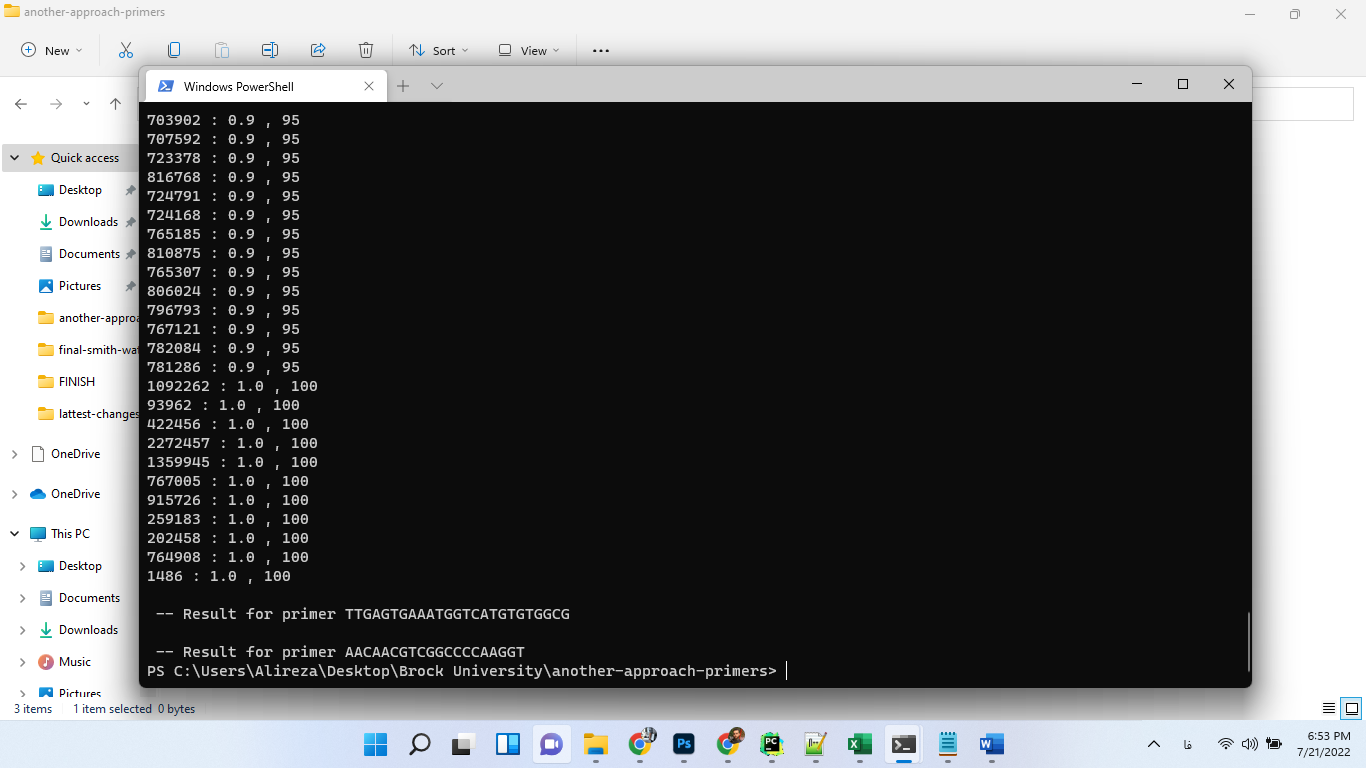 another-approach-primers
New
Sort
View
Windows PowerShell
Quick access
Desktop
Downloads
Documents
Pictures
another-approa
final-smith-wat
FINISH
lattest-changes
OneDrive
OneDrive
This PC
Desktop
Documents
Downloads
Music
Pictures
703902 : 0.9 , 95
707592 : 0.9 , 95
723378 : 0.9 , 95
816768 : 0.9 , 95
724791 : 0.9 , 95
724168 : 0.9 , 95
765185 : 0.9 , 95
810875 : 0.9 , 95
765307 : 0.9 , 95
806024 : 0.9 , 95
796793 : 0.9 , 95
767121 : 0.9 , 95
782084 : 0.9 , 95
781286 : 0.9 , 95
1092262 : 1.0 , 100
93962 : 1.0 , 100
422456 : 1.0 , 100
2272457 : 1.0 , 100
1359945 : 1.0 , 100
767005 : 1.0 , 100
915726 : 1.0 , 100
259183 : 1.0 , 100
202458 : 1.0 , 100
764908 : 1.0 , 100
1486 : 1.0 , 100
-- Result for primer TTGAGTGAAATGGTCATGTGTGGCG
-- Result for primer AACAACGTCGGCCCCAAGGT
PS C:\Users\Alireza\Desktop\Brock University\another-approach-primers>
3 items 1 item selected 0 bytes
Ps
PC
فا
6:53 PM
7/21/2022